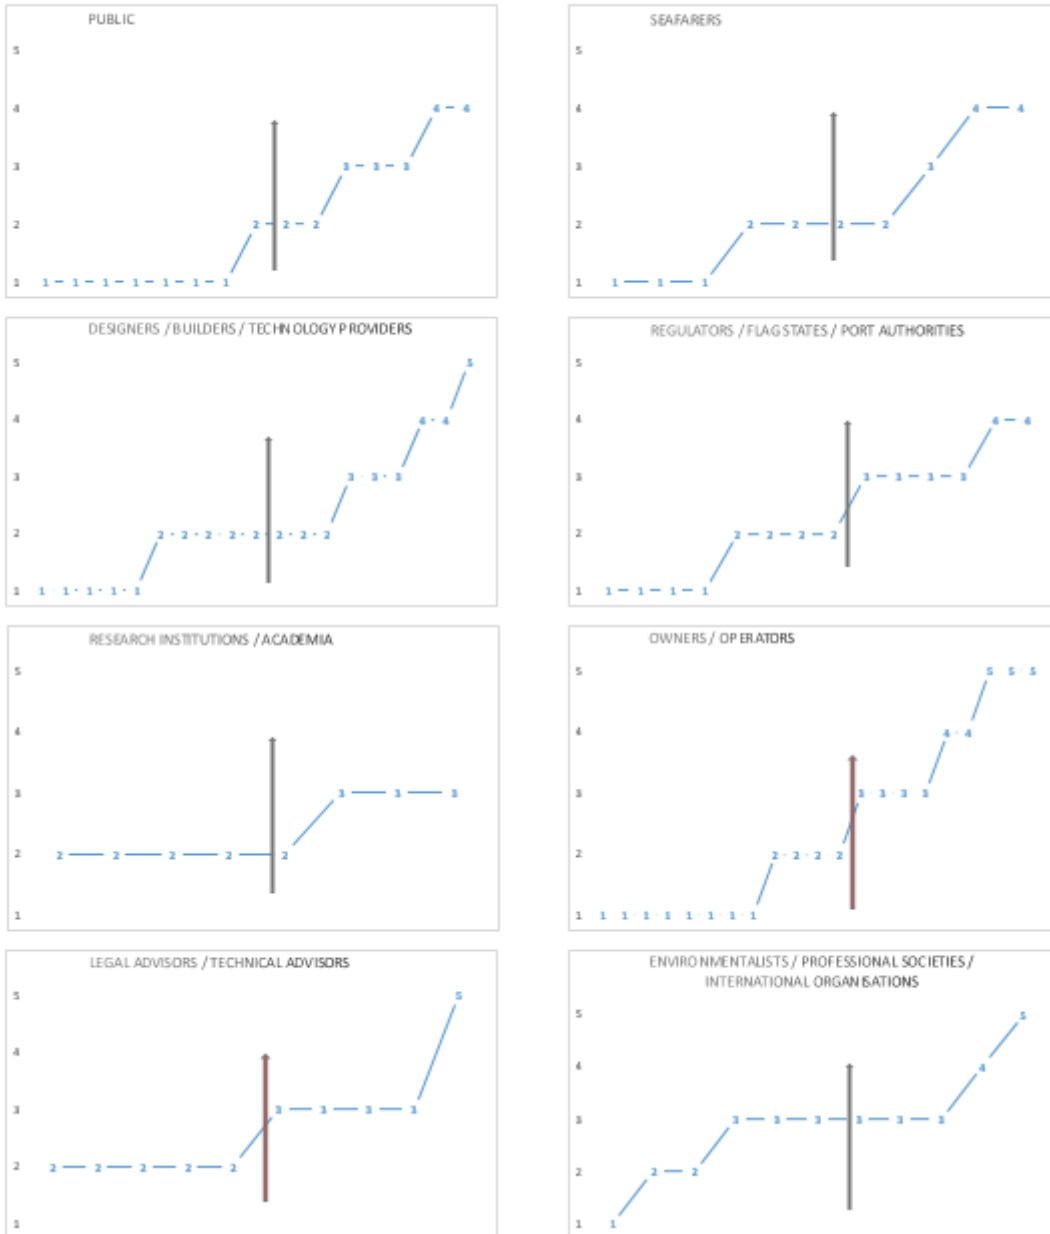 PUBLIC
5
4 4 4
3 3 3 3
2 2 2 2
1 1 1 1 1 1 1 1
SEAFARERS
5
4 4 4
3 3
2 2 2 2 2
1 1 1 1
DESIGNERS / BUILDERS / TECHNOLOGY PROVIDERS
5 5
4 4 4
3 3 3 3
2 2 2 2 2 2 2 2 2
1 1 1 1 1 1
REGULATORS / FLAG STATES / PORT AUTHORITIES
5
4 4 4
3 3 3 3 3
2 2 2 2 2
1 1 1 1 1
RESEARCH INSTITUTIONS / ACADEMIA
5
4
3 3 3 3
2 2 2 2 2 2
1
OWNERS / OPERATORS
5 5 5 5
4 4 4
3 3 3 3 3
2 2 2 2 2
1 1 1 1 1 1 1 1 1
LEGAL ADVISORS / TECHNICAL ADVISORS
5 5
4
3 3 3 3 3
2 2 2 2 2 2
1
ENVIRONMENTALISTS / PROFESSIONAL SOCIETIES /
INTERNATIONAL ORGANISATIONS
5 5
4 4
3 3 3 3 3 3 3
2 2 2
1 1